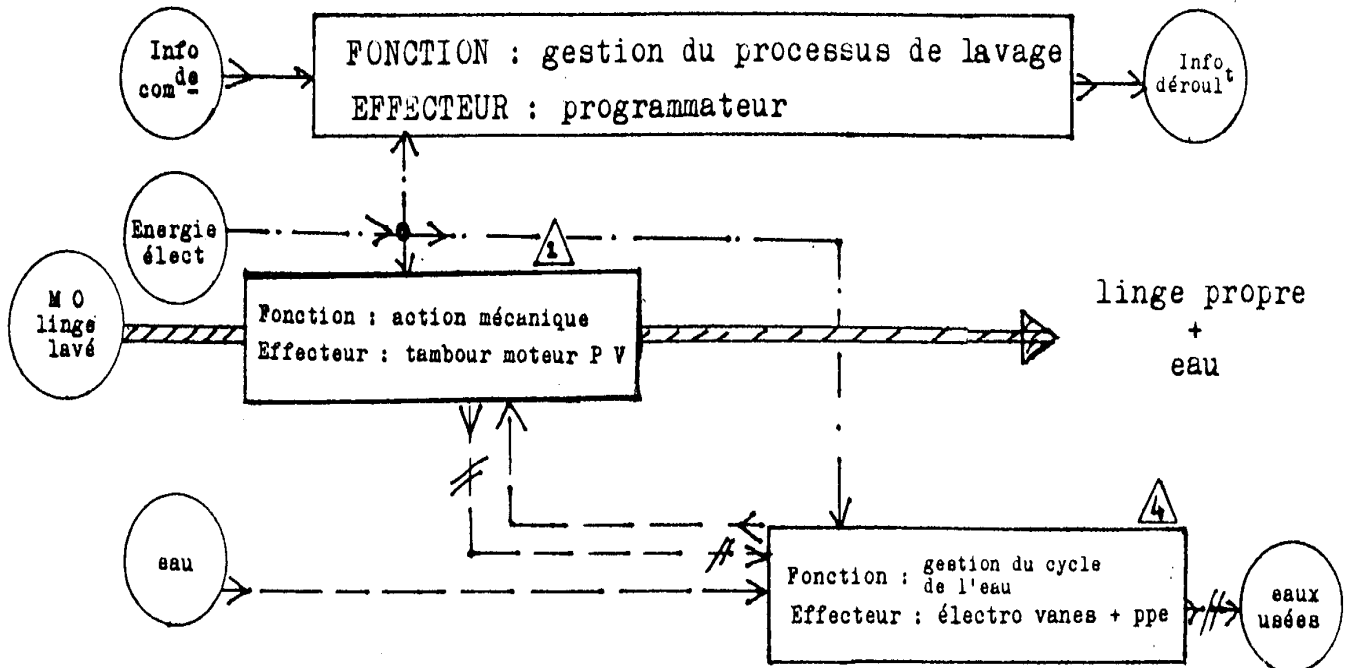 Info
de
com de
FONCTION : gestion du processus de lavage
EFFECTEUR : programmateur
Info t
déroul
Energie
élect
1
M O
linge
lavé
Fonction : action mécanique
Effecteur : tambour moteur P V
linge propre
+
eau
eau
4
Fonction : gestion du cycle
de l'eau
Effecteur : électro vanes + ppe
eaux
usées